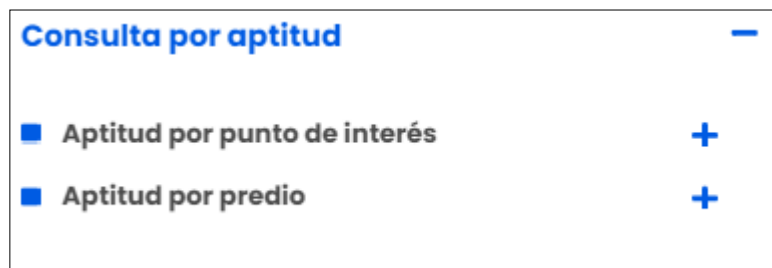 Consulta por aptitud
Aptitud por punto de interés
Aptitud por predio